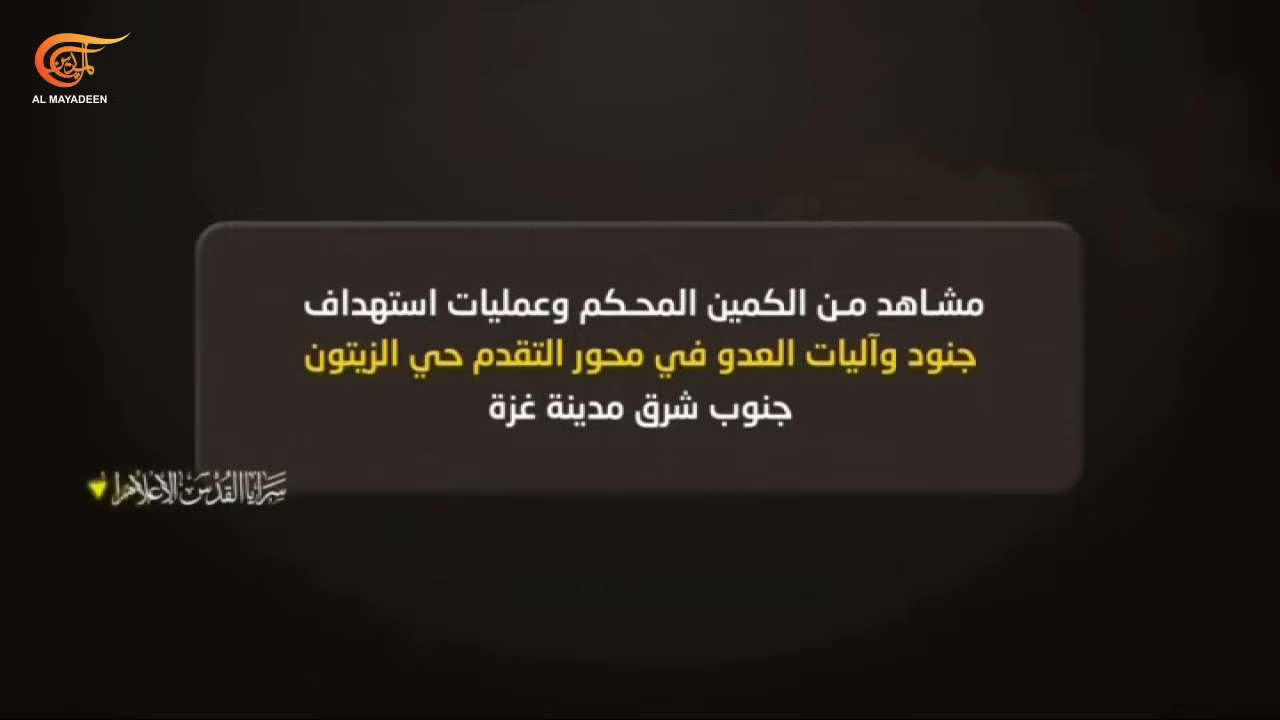 AL MAYADEEN
مشاهد من الكمين المحكم وعمليات استهداف
جنود وآليات العدو في محور التقدم حي الزيتون
جنوب شرق مدينة غزة
سرايا القدس الإعلام